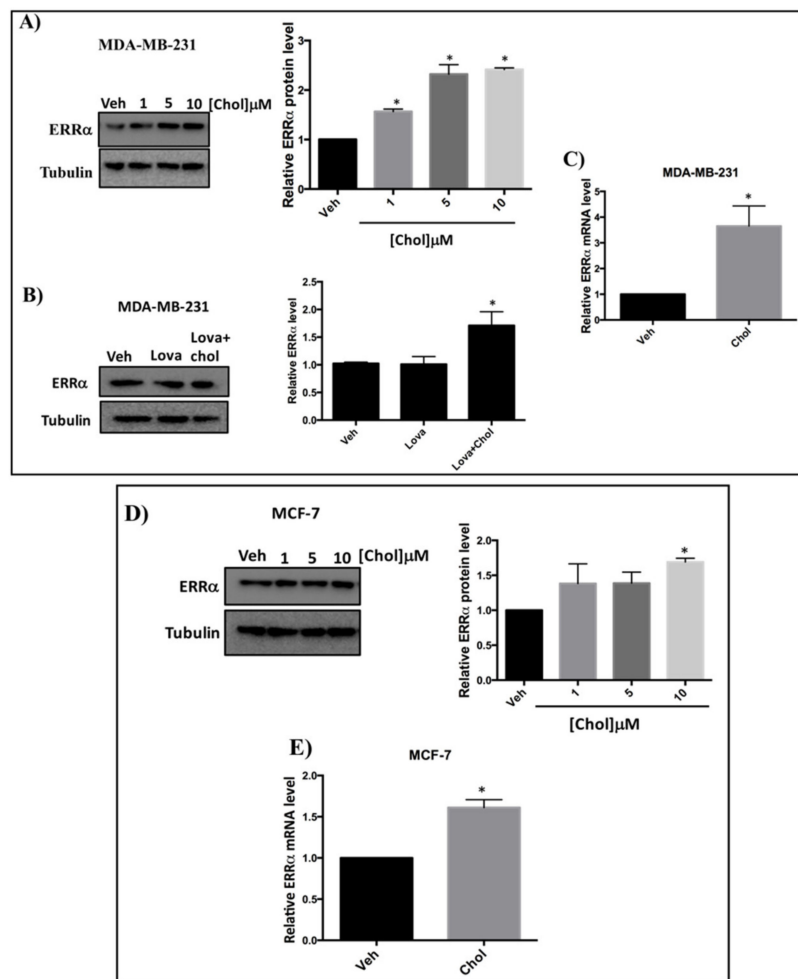 A)
MDA-MB-231
Veh 1 5 10 [Chol]µM
ERRα
Tubulin
Relative ERRα protein level
3
2
1
0
*
*
*
Veh
1
5
10
[Chol]µM
B)
MDA-MB-231
Veh Lova Lova+
chol
ERRα
Tubulin
Relative ERRα level
2.5
2.0
1.5
1.0
0.5
0.0
*
Veh
Lova
Lova+Chol
C)
MDA-MB-231
Relative ERRα mRNA level
5
4
3
2
1
0
*
Veh
Chol
D)
MCF-7
Veh 1 5 10 [Chol]µM
ERRα
Tubulin
Relative ERRα protein level
2.0
1.5
1.0
0.5
0.0
*
Veh
1
5
10
[Chol]µM
E)
MCF-7
Relative ERRα mRNA level
2.0
1.5
1.0
0.5
0.0
*
Veh
Chol